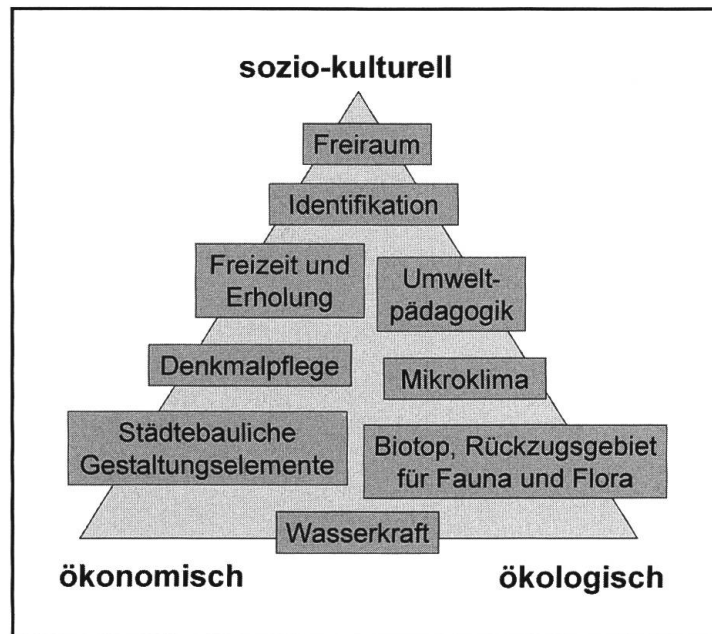 sozio-kulturell
Freiraum
Identifikation
Freizeit und
Erholung
Umwelt-
pädagogik
Denkmalpflege
Mikroklima
Städtebauliche
Gestaltungselemente
Biotop, Rückzugsgebiet
für Fauna und Flora
Wasserkraft
ökonomisch
ökologisch